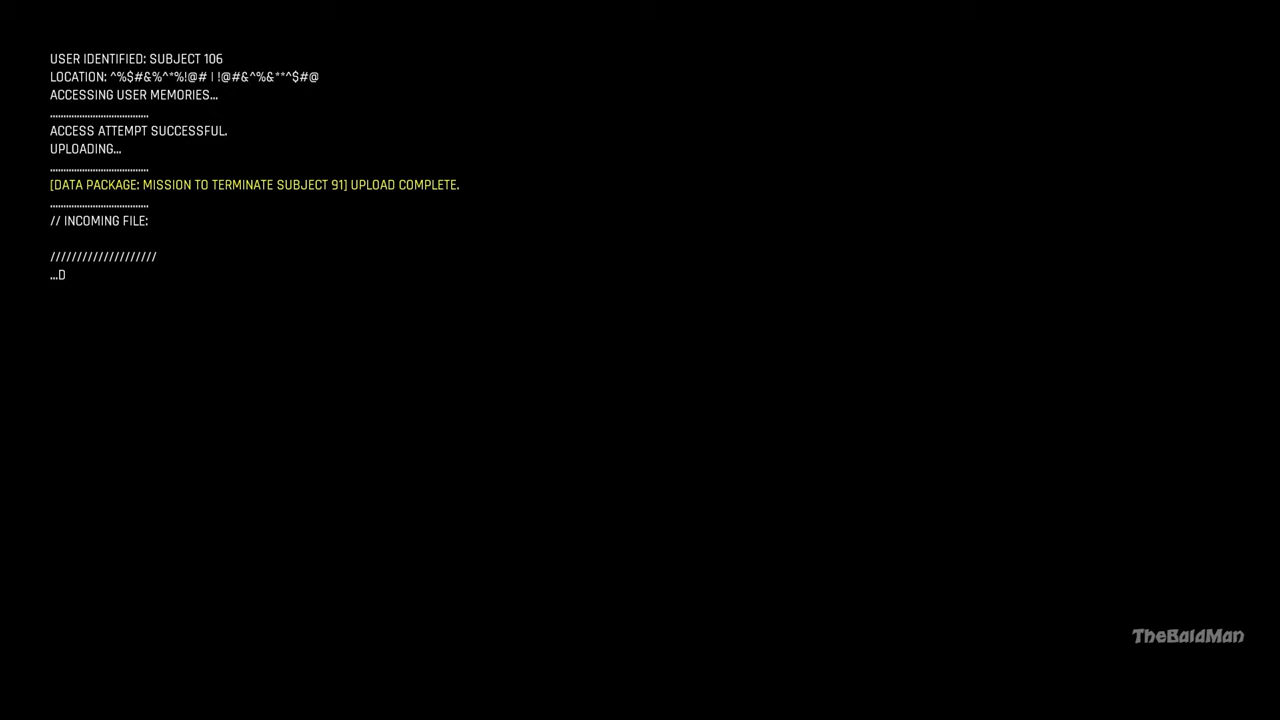 USER IDENTIFIED: SUBJECT 106
LOCATION: ^%$#&%^*%!@# | !@#&^%&**^$#@
ACCESSING USER MEMORIES...
.....................................
ACCESS ATTEMPT SUCCESSFUL.
UPLOADING...
.....................................
[DATA PACKAGE: MISSION TO TERMINATE SUBJECT 91] UPLOAD COMPLETE.
.....................................
// INCOMING FILE:
////////////////////
...D
TheBaldMan